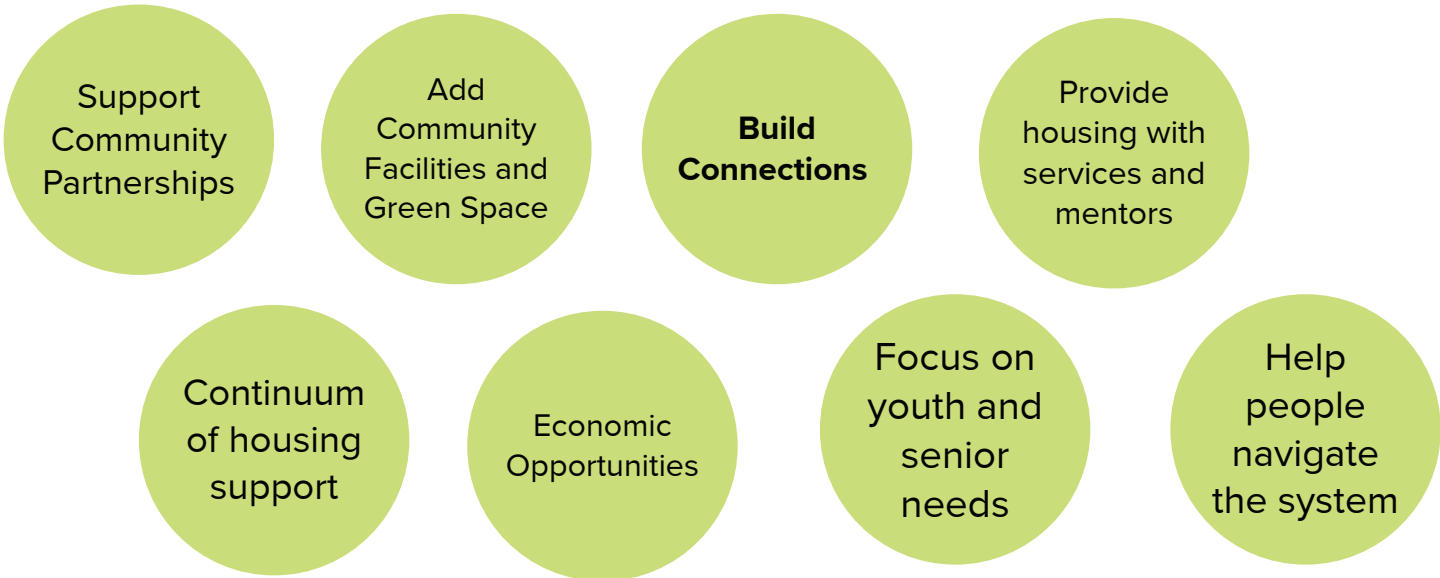 Support
Community
Partnerships
Add
Community
Facilities and
Green Space
Build
Connections
Provide
housing with
services and
mentors
Continuum
of housing
support
Economic
Opportunities
Focus on
youth and
senior
needs
Help
people
navigate
the system